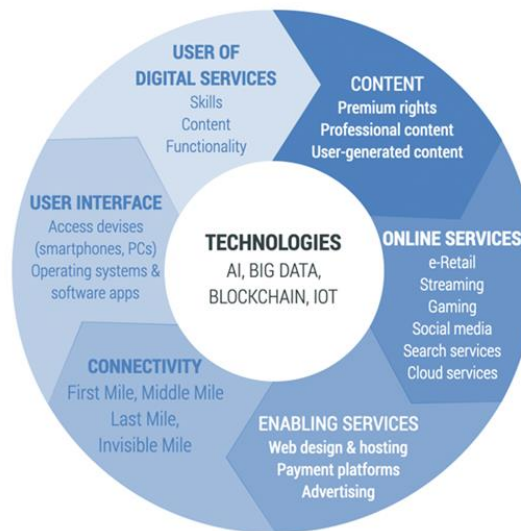 USER OF
DIGITAL SERVICES
Skills
Content
Functionality
CONTENT
Premium rights
Professional content
User-generated content
ONLINE SERVICES
e-Retail
Streaming
Gaming
Social media
Search services
Cloud services
ENABLING SERVICES
Web design & hosting
Payment platforms
Advertising
CONNECTIVITY
First Mile, Middle Mile
Last Mile,
Invisible Mile
USER INTERFACE
Access devises
(smartphones, PCs)
Operating systems &
software apps
TECHNOLOGIES
AI, BIG DATA,
BLOCKCHAIN, IOT